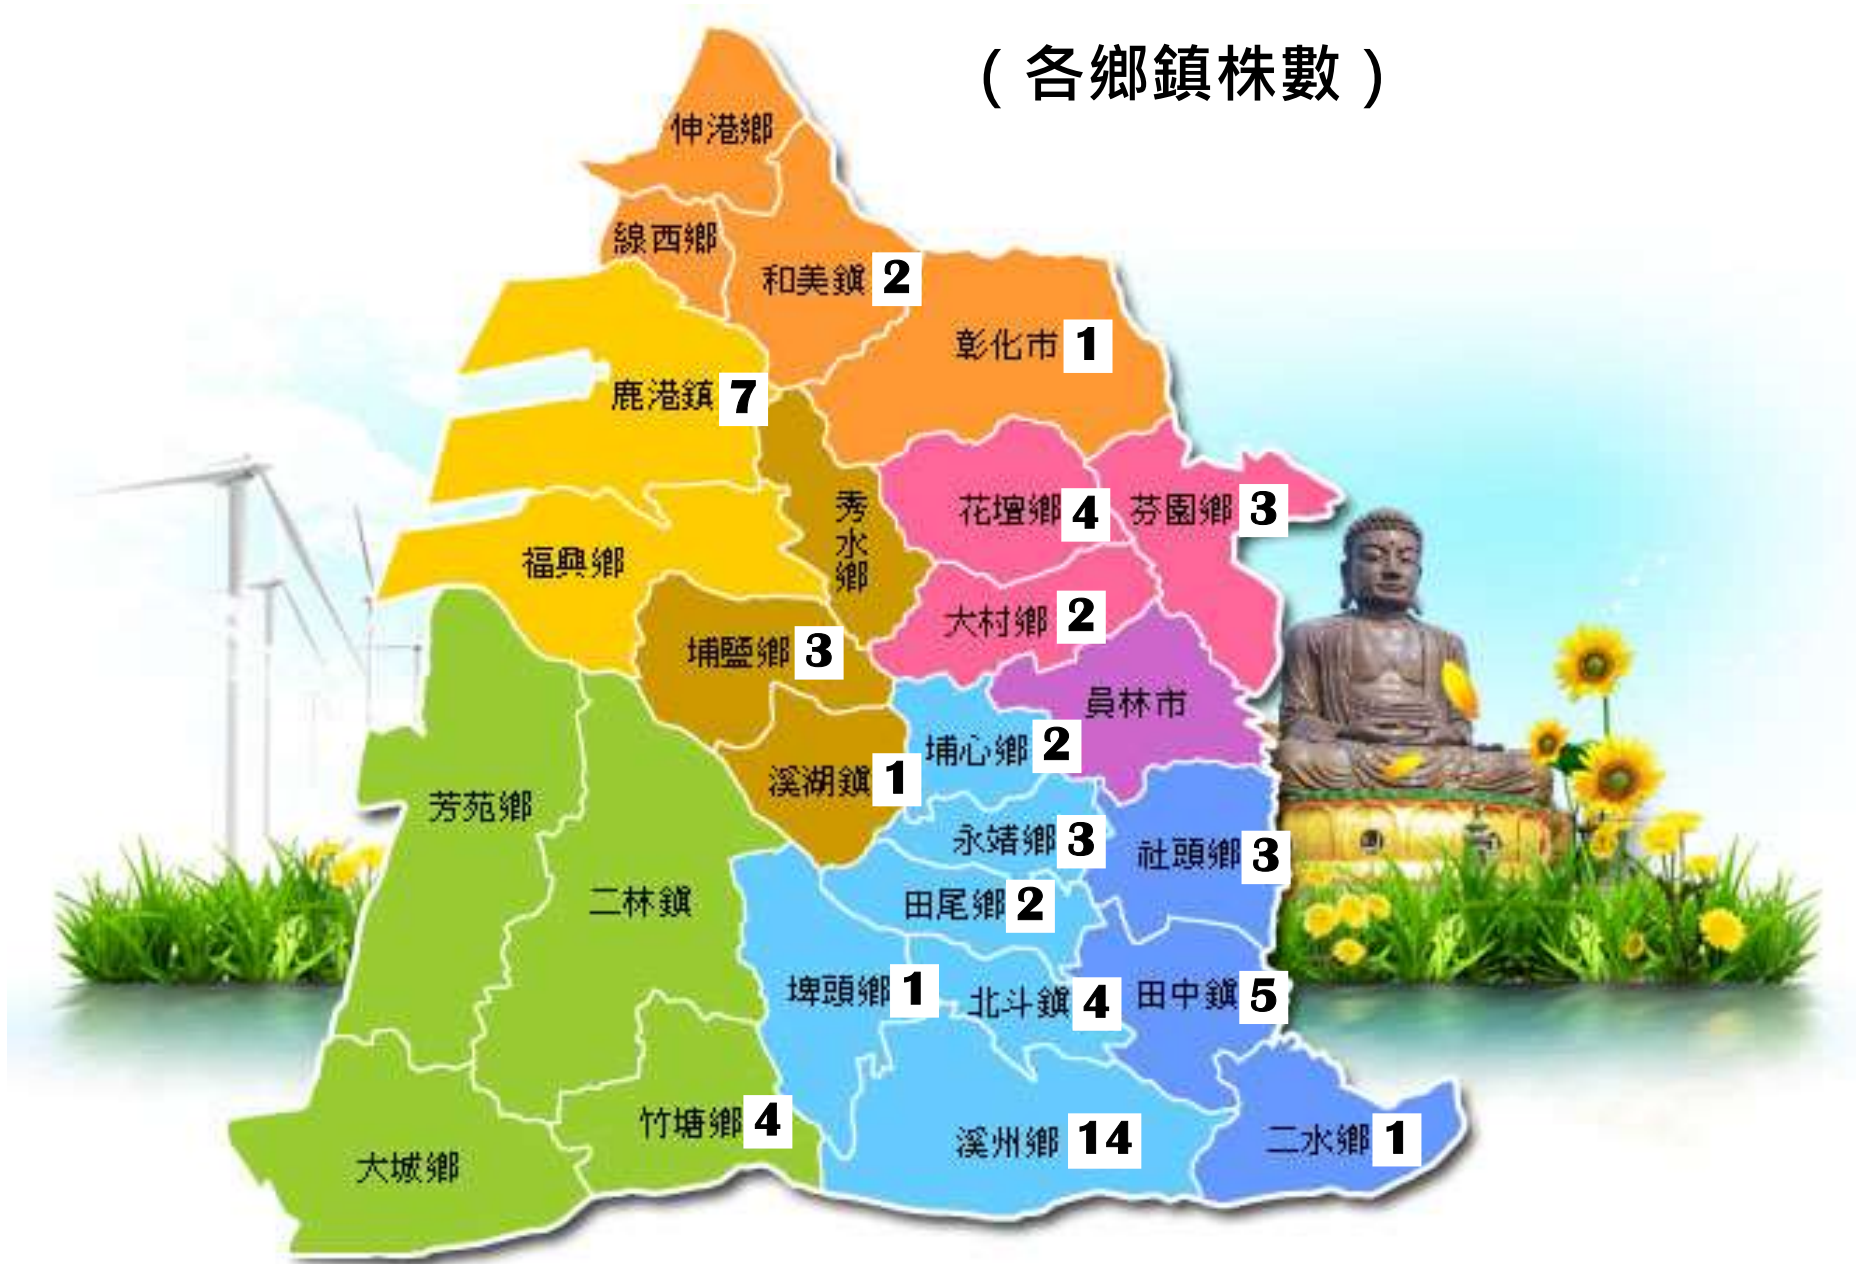 （各鄉鎮株數）
伸港鄉
線西鄉
和美鎮 2
彰化市 1
鹿港鎮 7
秀水鄉
花壇鄉 4
芬園鄉 3
福興鄉
大村鄉 2
埔鹽鄉 3
員林市
埔心鄉 2
溪湖鎮 1
芳苑鄉
永靖鄉 3
社頭鄉 3
二林鎮
田尾鄉 2
埤頭鄉 1
北斗鎮 4
田中鎮 5
竹塘鄉 4
溪州鄉 14
二水鄉 1
大城鄉